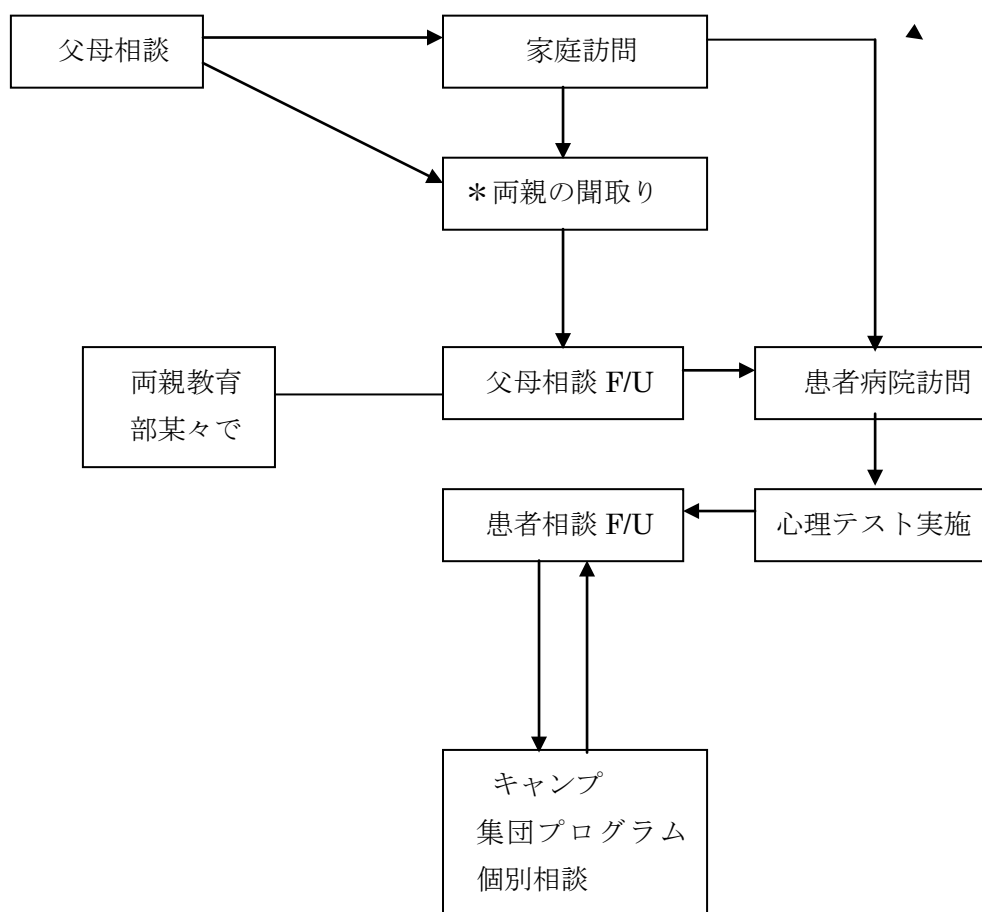 父母相談
家庭訪問
＊両親の聞取り
両親教育
部某々で
父母相談 F/U
患者病院訪問
患者相談 F/U
心理テスト実施
キャンプ
集団プログラム
個別相談